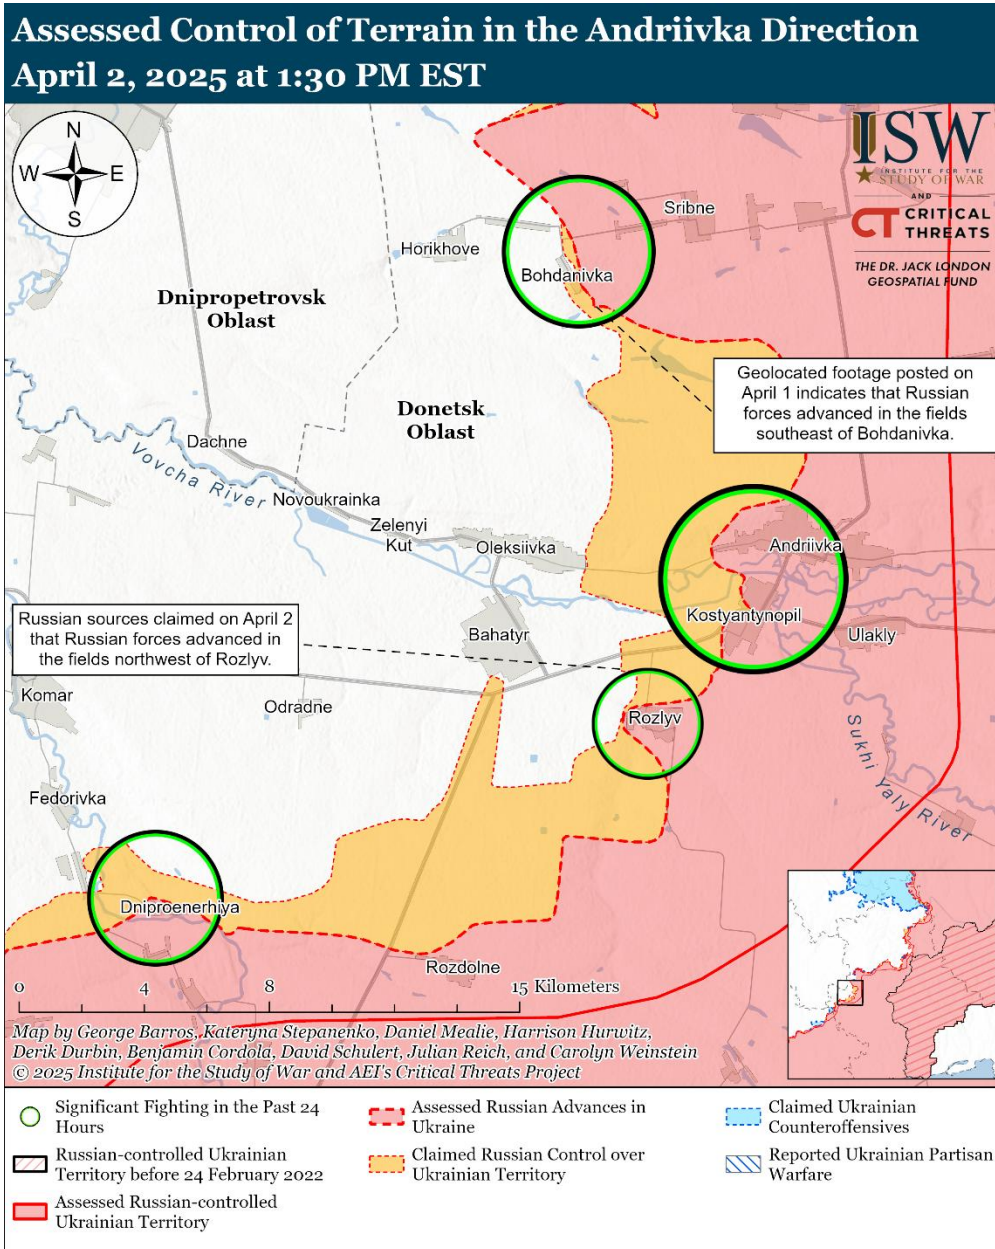 Assessed Control of Terrain in the Andriivka Direction
April 2, 2025 at 1:30 PM EST
N
W
E
S
ISW
INSTITUTE FOR THE
STUDY OF WAR
AND
CT CRITICAL
THREATS
THE DR. JACK LONDON
GEOSPATIAL FUND
Sribne
Horikhove
Bohdanivka
Dnipropetrovsk
Oblast
Geolocated footage posted on
April 1 indicates that Russian
forces advanced in the fields
southeast of Bohdanivka.
Donetsk
Oblast
Dachne
Vovcha River
Novoukrainka
Zelenyi
Kut
Oleksiivka
Andriivka
Russian sources claimed on April 2
that Russian forces advanced in
the fields northwest of Rozlyv.
Kostyantynopil
Bahatyr
Ulakly
Komar
Odradne
Rozlyv
Sukhi Yaly River
Fedorivka
Dniproenerhiya
Rozdolne
0
4
8
15 Kilometers
Map by George Barros, Kateryna Stepanenko, Daniel Mealie, Harrison Hurwitz,
Derik Durbin, Benjamin Cordola, David Schulert, Julian Reich, and Carolyn Weinstein
© 2025 Institute for the Study of War and AEI's Critical Threats Project
Significant Fighting in the Past 24
Hours
Russian-controlled Ukrainian
Territory before 24 February 2022
Assessed Russian-controlled
Ukrainian Territory
Assessed Russian Advances in
Ukraine
Claimed Russian Control over
Ukrainian Territory
Claimed Ukrainian
Counteroffensives
Reported Ukrainian Partisan
Warfare